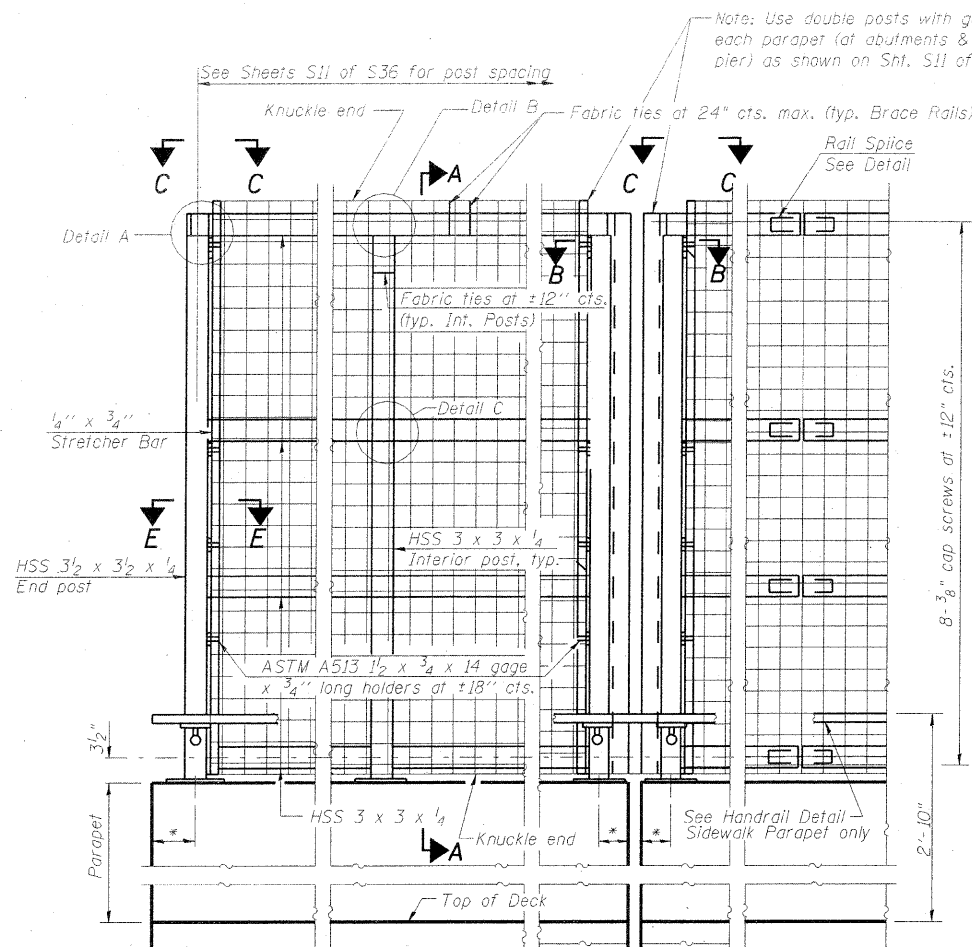 Note: Use double posts with g
each parapet (at abutments &
pier) as shown on Sht. S11 of
See Sheets S11 of S36 for post spacing
Knuckle end
Detail B
Fabric ties at 24" cts. max. (typ. Brace Rails)
Rail Splice
See Detail
C
C
A
C
C
Detail A
B
B
Fabric ties at ±12" cts.
(typ. Int. Posts)
1/4" x 3/4"
Stretcher Bar
Detail C
8-3/8" cap screws at ±12" cts.
E
E
HSS 3 x 3 x 1/4
Interior post, typ.
HSS 3 1/2 x 3 1/2 x 1/4
End post
ASTM A513 1 1/2 x 3/4 x 14 gage
x 3/4" long holders at ±18" cts.
3 1/2"
HSS 3 x 3 x 1/4
See Handrail Detail
Sidewalk Parapet only
2'-10"
Parapet
*
A
Knuckle end
*
*
Top of Deck